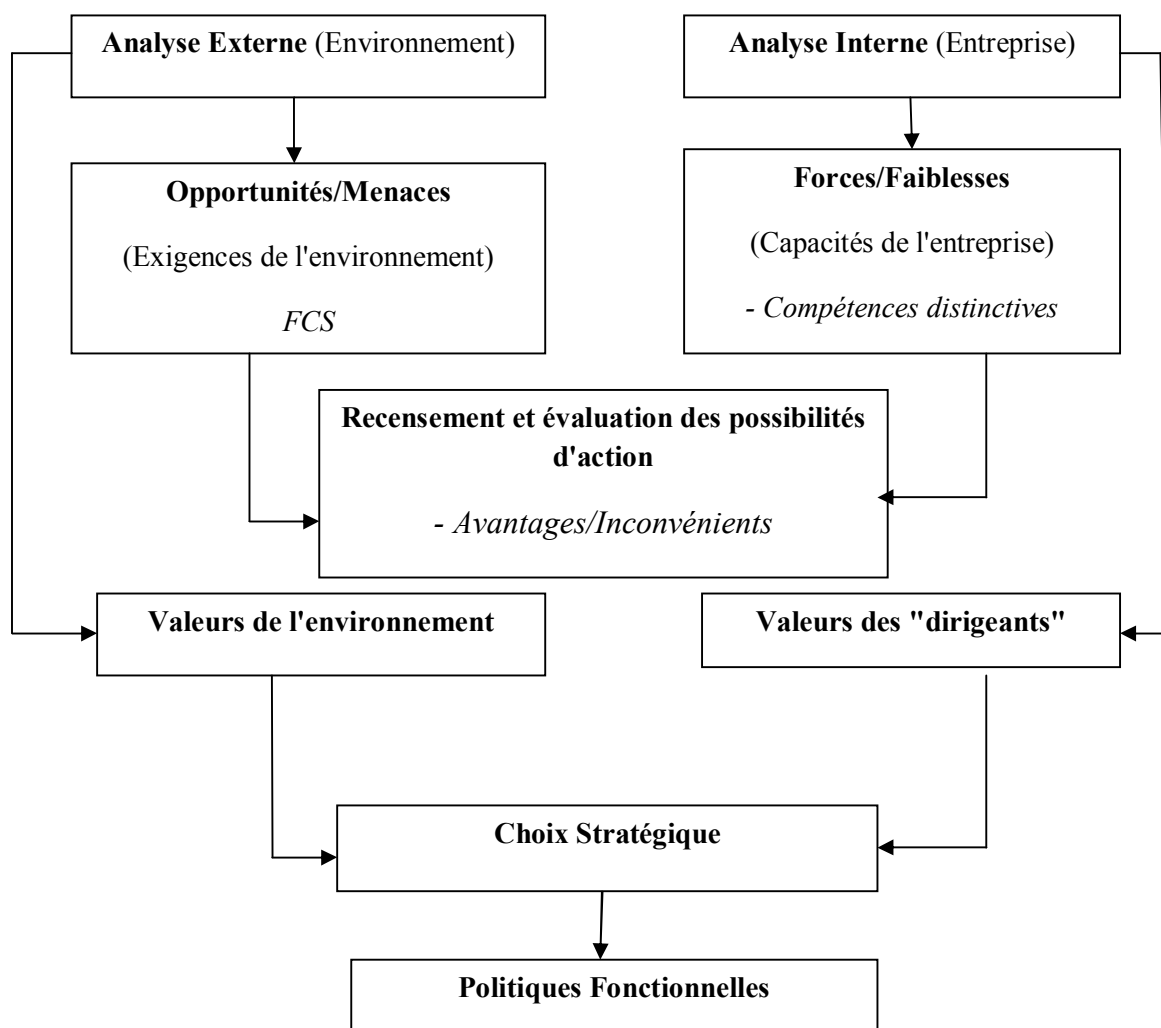 Analyse Externe (Environnement)
Analyse Interne (Entreprise)
Opportunités/Menaces
(Exigences de l'environnement)
FCS
Forces/Faiblesses
(Capacités de l'entreprise)
- Compétences distinctives
Recensement et évaluation des possibilités
d'action
- Avantages/Inconvénients
Valeurs de l'environnement
Valeurs des "dirigeants"
Choix Stratégique
Politiques Fonctionnelles